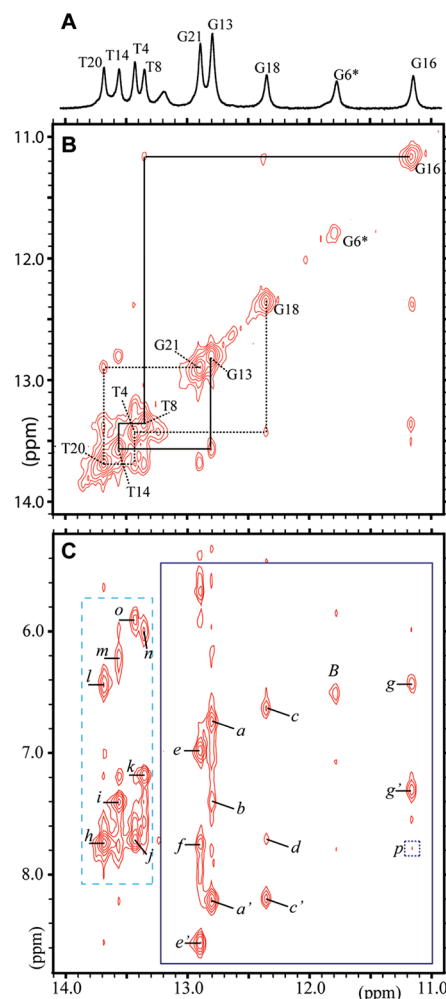 A
T20 T14 T4 T8 G21 G13 G18 G6* G16
B
11.0
G16
12.0
G6*
G18
G21
13.0
G13
T4 T8
T20
T14
(ppm)
14.0
C
6.0
o
n
m
l
B
g
c
a
7.0
e
k
g'
i
b
h
j
f
d
p
8.0
a'
c'
e'
(ppm)
14.0 13.0 12.0 (ppm) 11.0